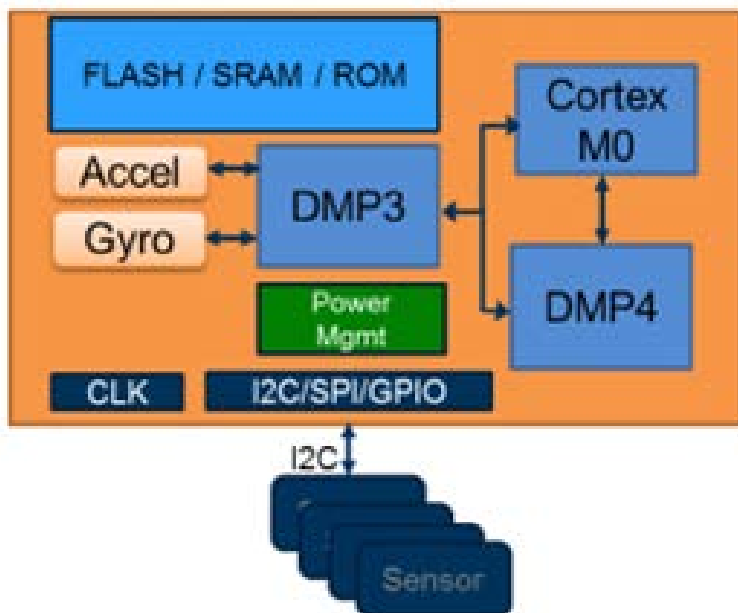 FLASH / SRAM / ROM
Cortex
M0
Accel
DMP3
Gyro
DMP4
Power
Mgmt
CLK
I2C/SPI/GPIO
I2C
Sensor